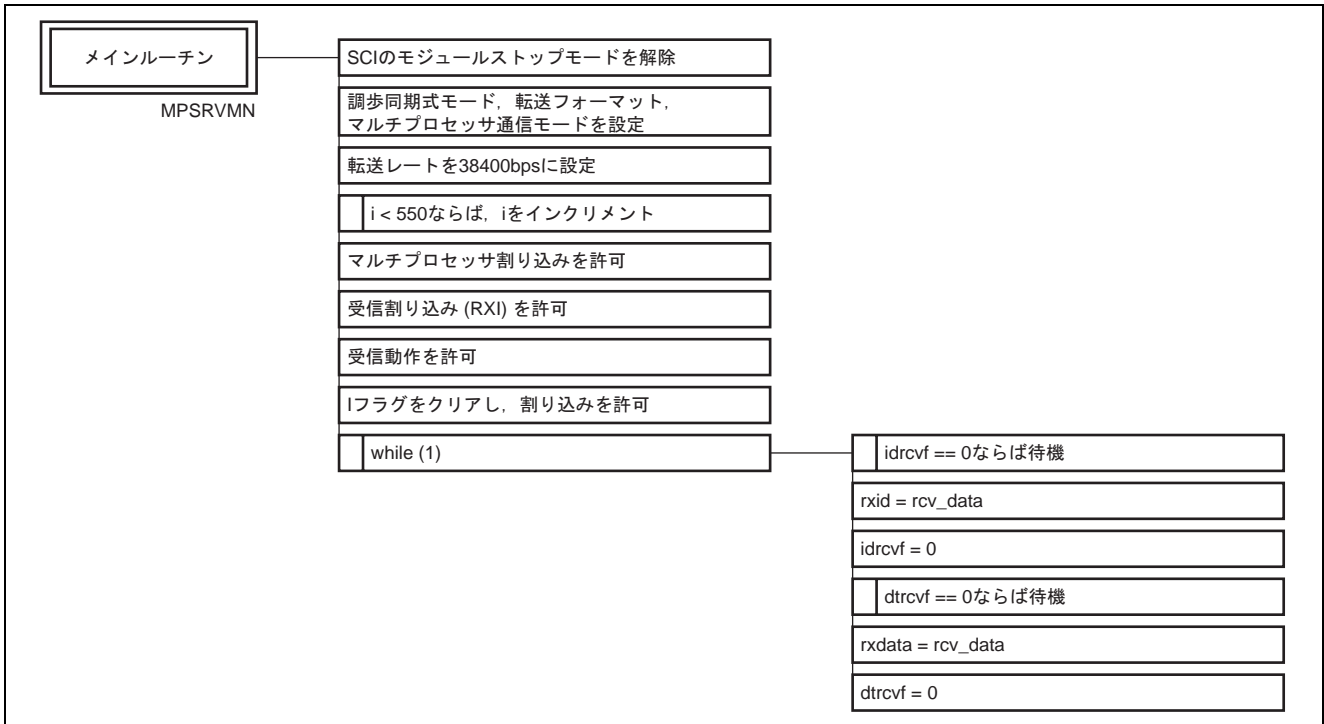 メインルーチン
MPSRVMN
SCIのモジュールストップモードを解除
調歩同期式モード，転送フォーマット，
マルチプロセッサ通信モードを設定
転送レートを38400bpsに設定
i < 550ならば，iをインクリメント
マルチプロセッサ割り込みを許可
受信割り込み (RXI) を許可
受信動作を許可
Iフラグをクリアし，割り込みを許可
while (1)
idrcvf == 0ならば待機
rxid = rcv_data
idrcvf = 0
dtrcvf == 0ならば待機
rxdata = rcv_data
dtrcvf = 0